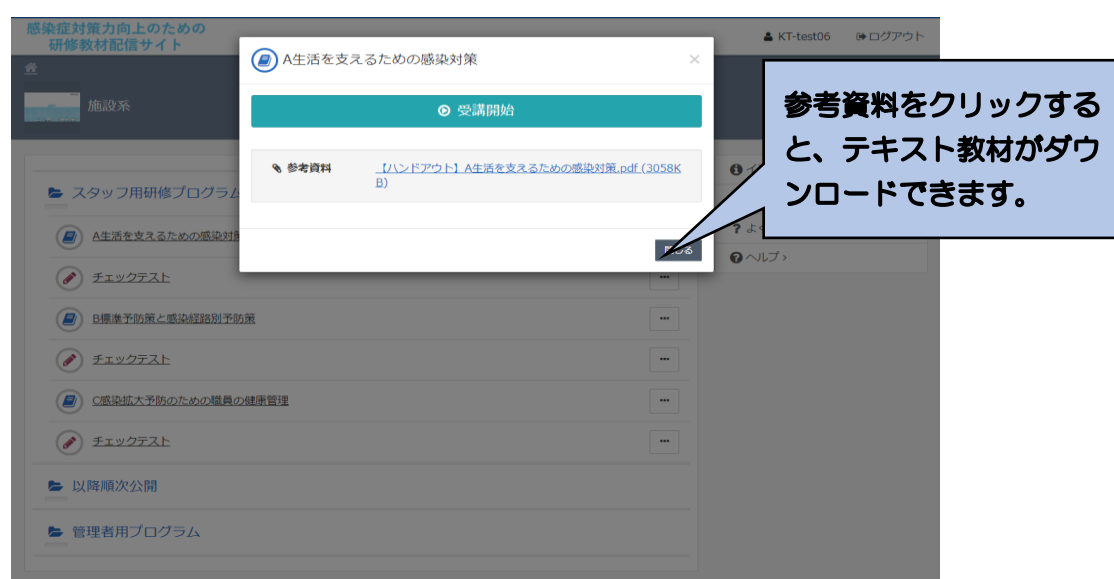 感染症対策力向上のための
研修教材配信サイト
KT-test06
ログアウト
施設系
A生活を支えるための感染対策
×
受講開始
参考資料
【ハンドアウト】A生活を支えるための感染対策.pdf (3058K
B)
閉じる
参考資料をクリックする
と、テキスト教材がダウ
ンロードできます。
スタッフ用研修プログラム
A生活を支えるための感染対策
チェックテスト
B標準予防策と感染経路別予防
策
チェックテスト
C感染拡大予防のための職員の健康管理
チェックテスト
以降順次公開
管理者用プログラム
? よく
ヘルプ ›